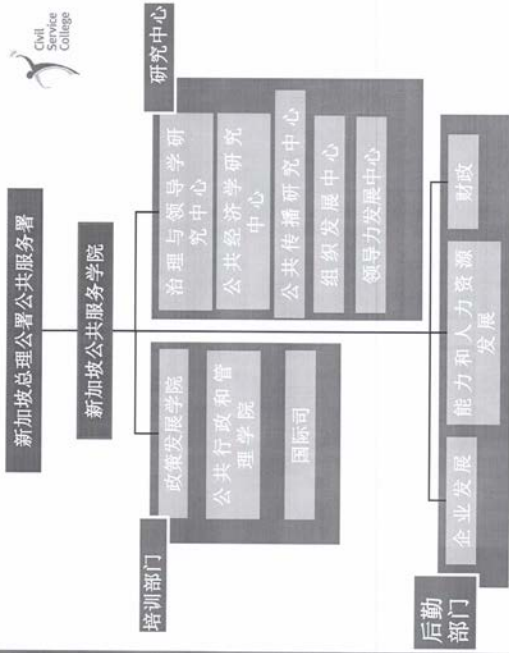 Civil
Service
College
新加坡总理公署公共服务署
新加坡公共服务学院
培训部门
政策发展学院
公共行政和管
理学院
国际司
研究中心
治理与领导学研
究中心
公共经济学研究
中心
公共传播研究中心
组织发展中心
领导力发展中心
后勤
部门
企业发展
能力和人力资源
发展
财政